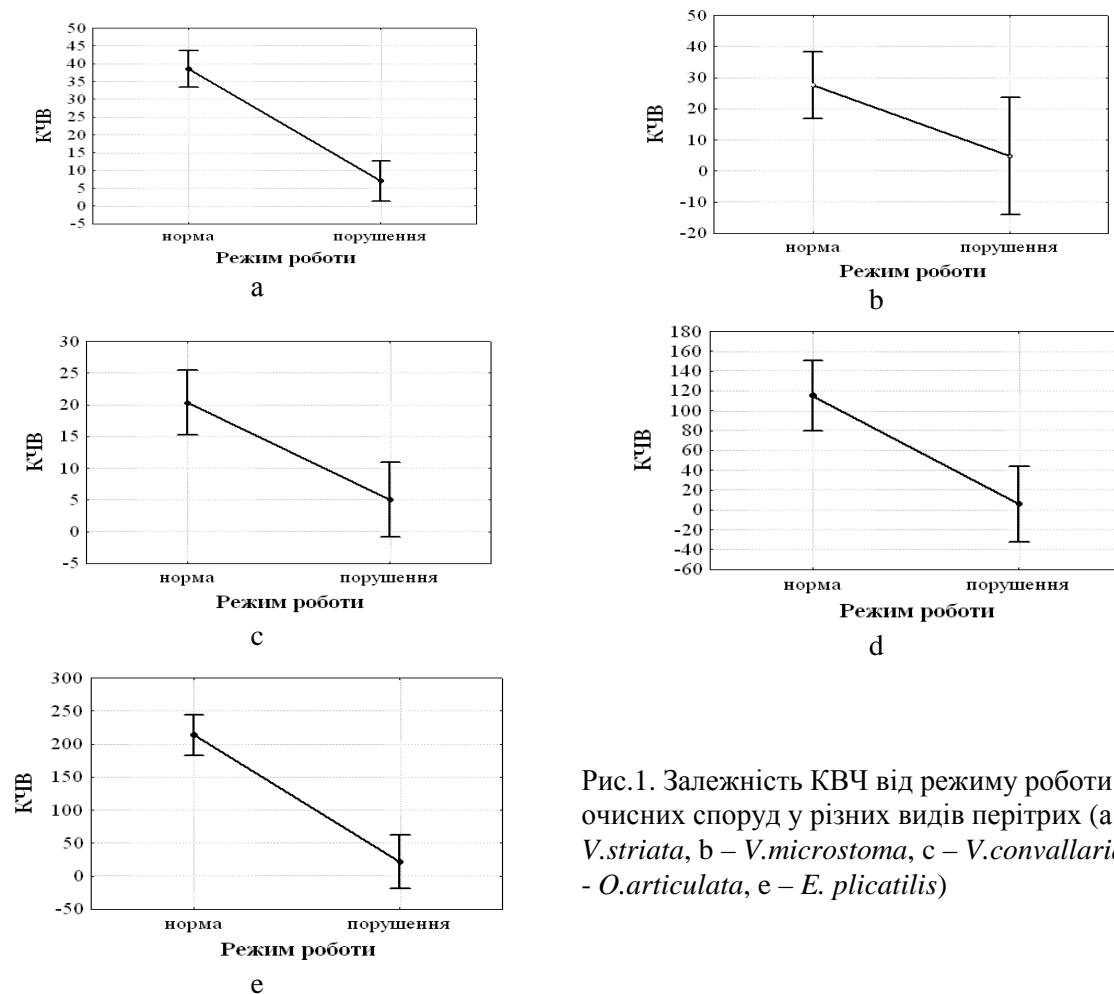 50
45
40
35
30
25
20
15
10
5
0
-5
КЧВ
норма порушення
Режим роботи
a
50
40
30
20
10
0
-10
-20
КЧВ
норма порушення
Режим роботи
b
30
25
20
15
10
5
0
-5
КЧВ
норма порушення
Режим роботи
c
180
160
140
120
100
80
60
40
20
0
-20
-40
-60
КЧВ
норма порушення
Режим роботи
d
300
250
200
150
100
50
0
-50
КЧВ
норма порушення
Режим роботи
e
Рис.1. Залежність КВЧ від режиму роботи
очисних споруд у різних видів перітрих (a
V.striata, b – V.microstoma, c – V.convallaria
- O.articulata, e – E. plicatilis)